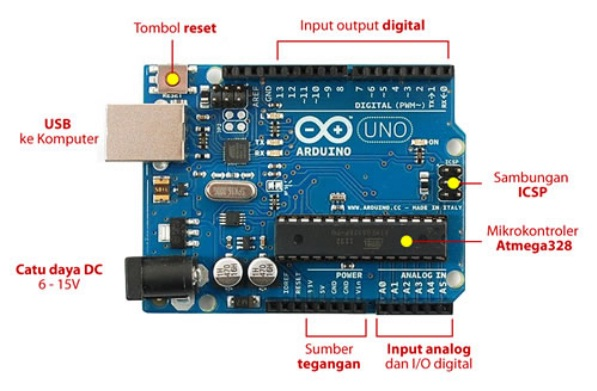 Tombol reset
Input output digital
USB
ke Komputer
RESET
AREF
GND
13
12
~11
~10
~9
8
7
~6
~5
4
~3
2
TX→1
RX←0
DIGITAL (PWM~)
L
TX
RX
ARDUINO
UNO
ON
ICSP
Sambungan
ICSP
WWW.ARDUINO.CC - MADE IN ITALY
Mikrokontroler
Atmega328
Catu daya DC
6 - 15V
POWER
ANALOG IN
IOREF
RESET
5V
GND
GND
Vin
A0
A1
A2
A3
A4
A5
Sumber
tegangan
Input analog
dan I/O digital